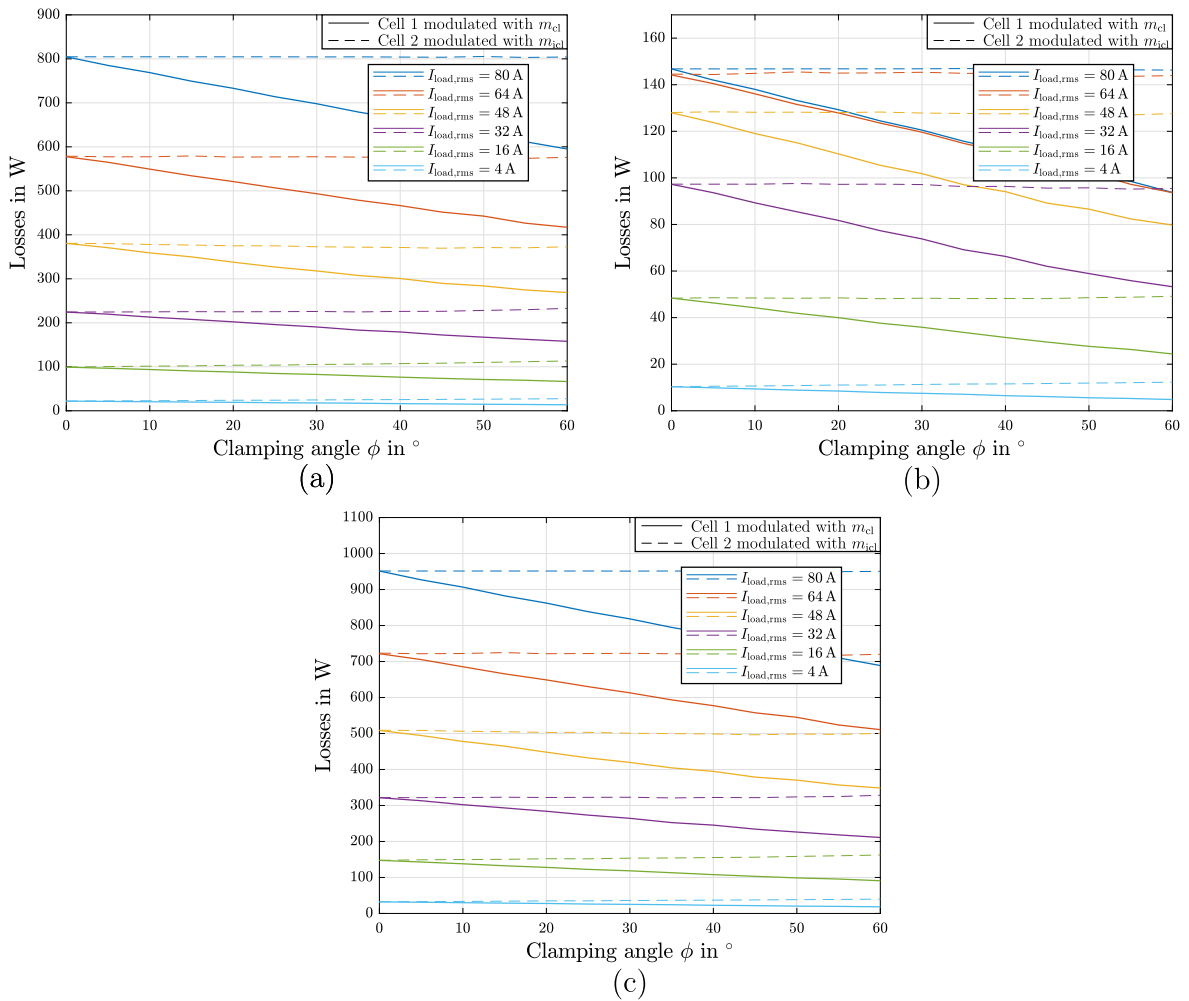 900
800
700
600
500
400
300
200
100
0
0 10 20 30 40 50 60
Losses in W
Clamping angle ϕ in °
Cell 1 modulated with m_cl
Cell 2 modulated with m_icl
I_load,rms = 80 A
I_load,rms = 64 A
I_load,rms = 48 A
I_load,rms = 32 A
I_load,rms = 16 A
I_load,rms = 4 A
(a)
160
140
120
100
80
60
40
20
0
0 10 20 30 40 50 60
Losses in W
Clamping angle ϕ in °
Cell 1 modulated with m_cl
Cell 2 modulated with m_icl
I_load,rms = 80 A
I_load,rms = 64 A
I_load,rms = 48 A
I_load,rms = 32 A
I_load,rms = 16 A
I_load,rms = 4 A
(b)
1100
1000
900
800
700
600
500
400
300
200
100
0
0 10 20 30 40 50 60
Losses in W
Clamping angle ϕ in °
Cell 1 modulated with m_cl
Cell 2 modulated with m_icl
I_load,rms = 80 A
I_load,rms = 64 A
I_load,rms = 48 A
I_load,rms = 32 A
I_load,rms = 16 A
I_load,rms = 4 A
(c)